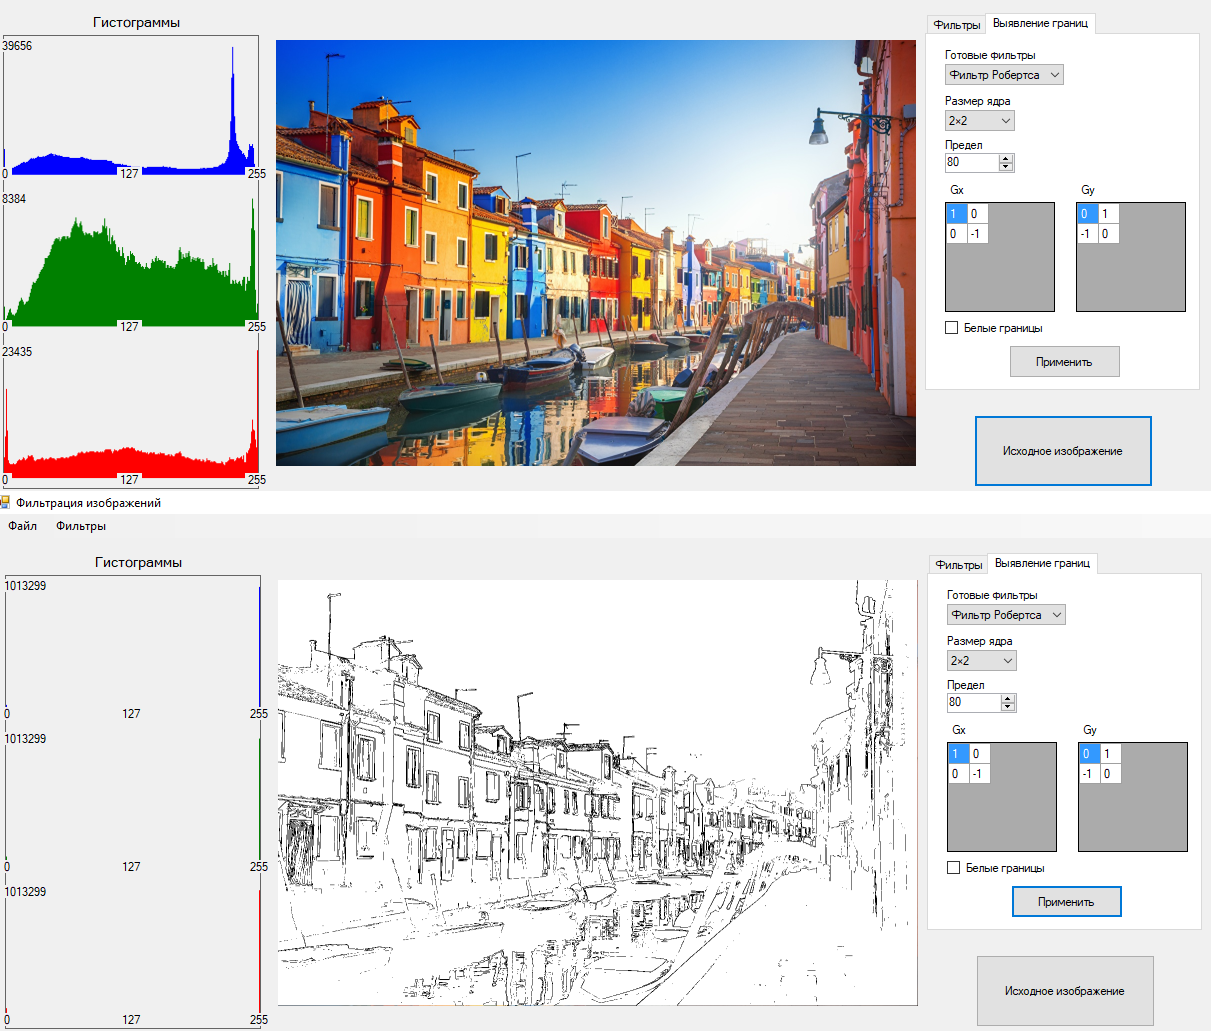 Гистограммы
39656
0 127 255
8384
0 127 255
23435
0 127 255
Фильтры Выявление границ
Готовые фильтры
Фильтр Робертса
Размер ядра
2×2
Предел
80
Gx Gy
1 0 0 1
0 -1 -1 0
Белые границы
Применить
Исходное изображение
Фильтрация изображений
Файл Фильтры
Гистограммы
1013299
0 127 255
1013299
0 127 255
1013299
0 127 255
Фильтры Выявление границ
Готовые фильтры
Фильтр Робертса
Размер ядра
2×2
Предел
80
Gx Gy
1 0 0 1
0 -1 -1 0
Белые границы
Применить
Исходное изображение